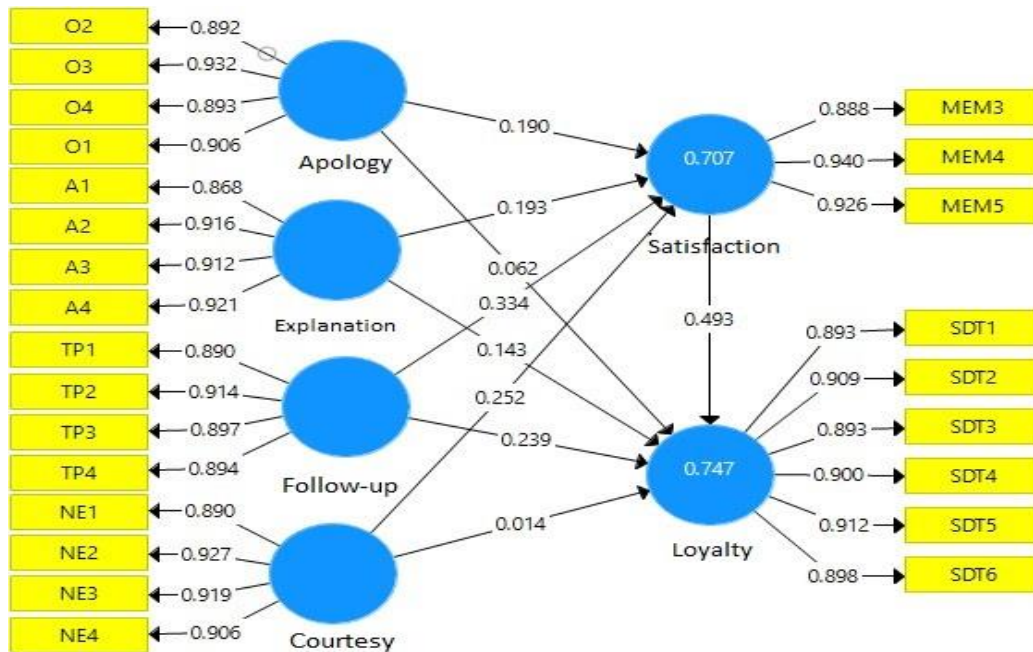 O2
0.892
O3
0.932
O4
0.893
O1
0.906
Apology
A1
0.868
A2
0.916
A3
0.912
A4
0.921
Explanation
TP1
0.890
TP2
0.914
TP3
0.897
TP4
0.894
Follow-up
NE1
0.890
NE2
0.927
NE3
0.919
NE4
0.906
Courtesy
0.190
0.193
0.062
0.334
0.143
0.252
0.239
0.014
0.707
Satisfaction
0.493
0.747
Loyalty
0.888
MEM3
0.940
MEM4
0.926
MEM5
0.893
SDT1
0.909
SDT2
0.893
SDT3
0.900
SDT4
0.912
SDT5
0.898
SDT6